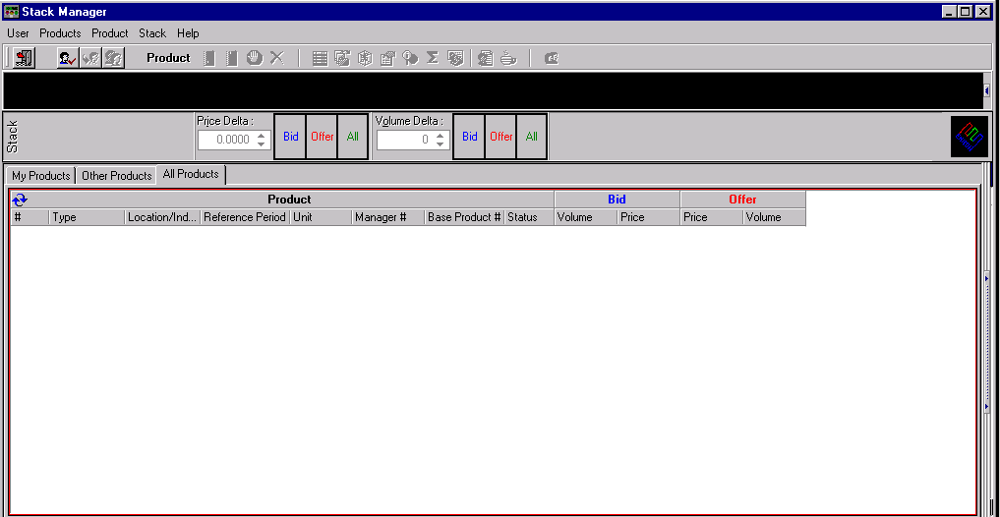 Stack Manager
User Products Product Stack Help
Product
Stack
Price Delta : Volume Delta :
0.0000 Bid Offer All 0 Bid Offer All
My Products Other Products All Products
Product Bid Offer
# Type Location/Ind... Reference Period Unit Manager # Base Product # Status Volume Price Price Volume